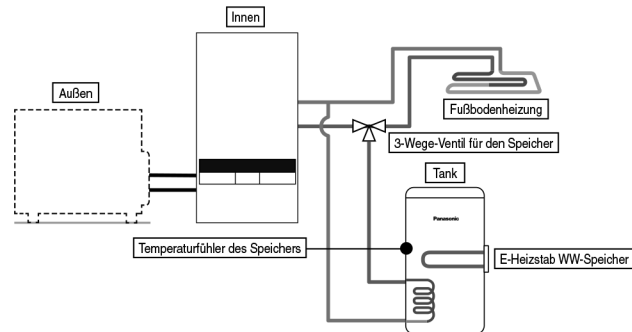 Innen
Außen
Fußbodenheizung
3-Wege-Ventil für den Speicher
Tank
Panasonic
Temperaturfühler des Speichers
E-Heizstab WW-Speicher